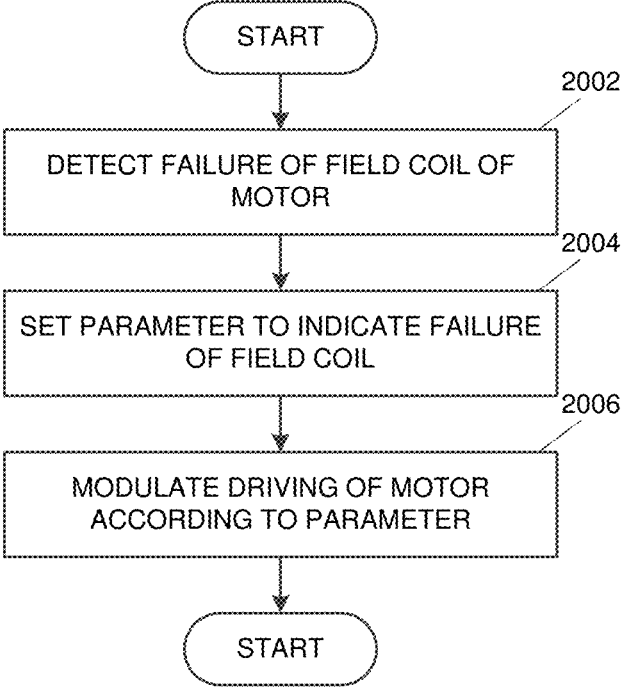 START
2002
DETECT FAILURE OF FIELD COIL OF
MOTOR
2004
SET PARAMETER TO INDICATE FAILURE
OF FIELD COIL
2006
MODULATE DRIVING OF MOTOR
ACCORDING TO PARAMETER
START